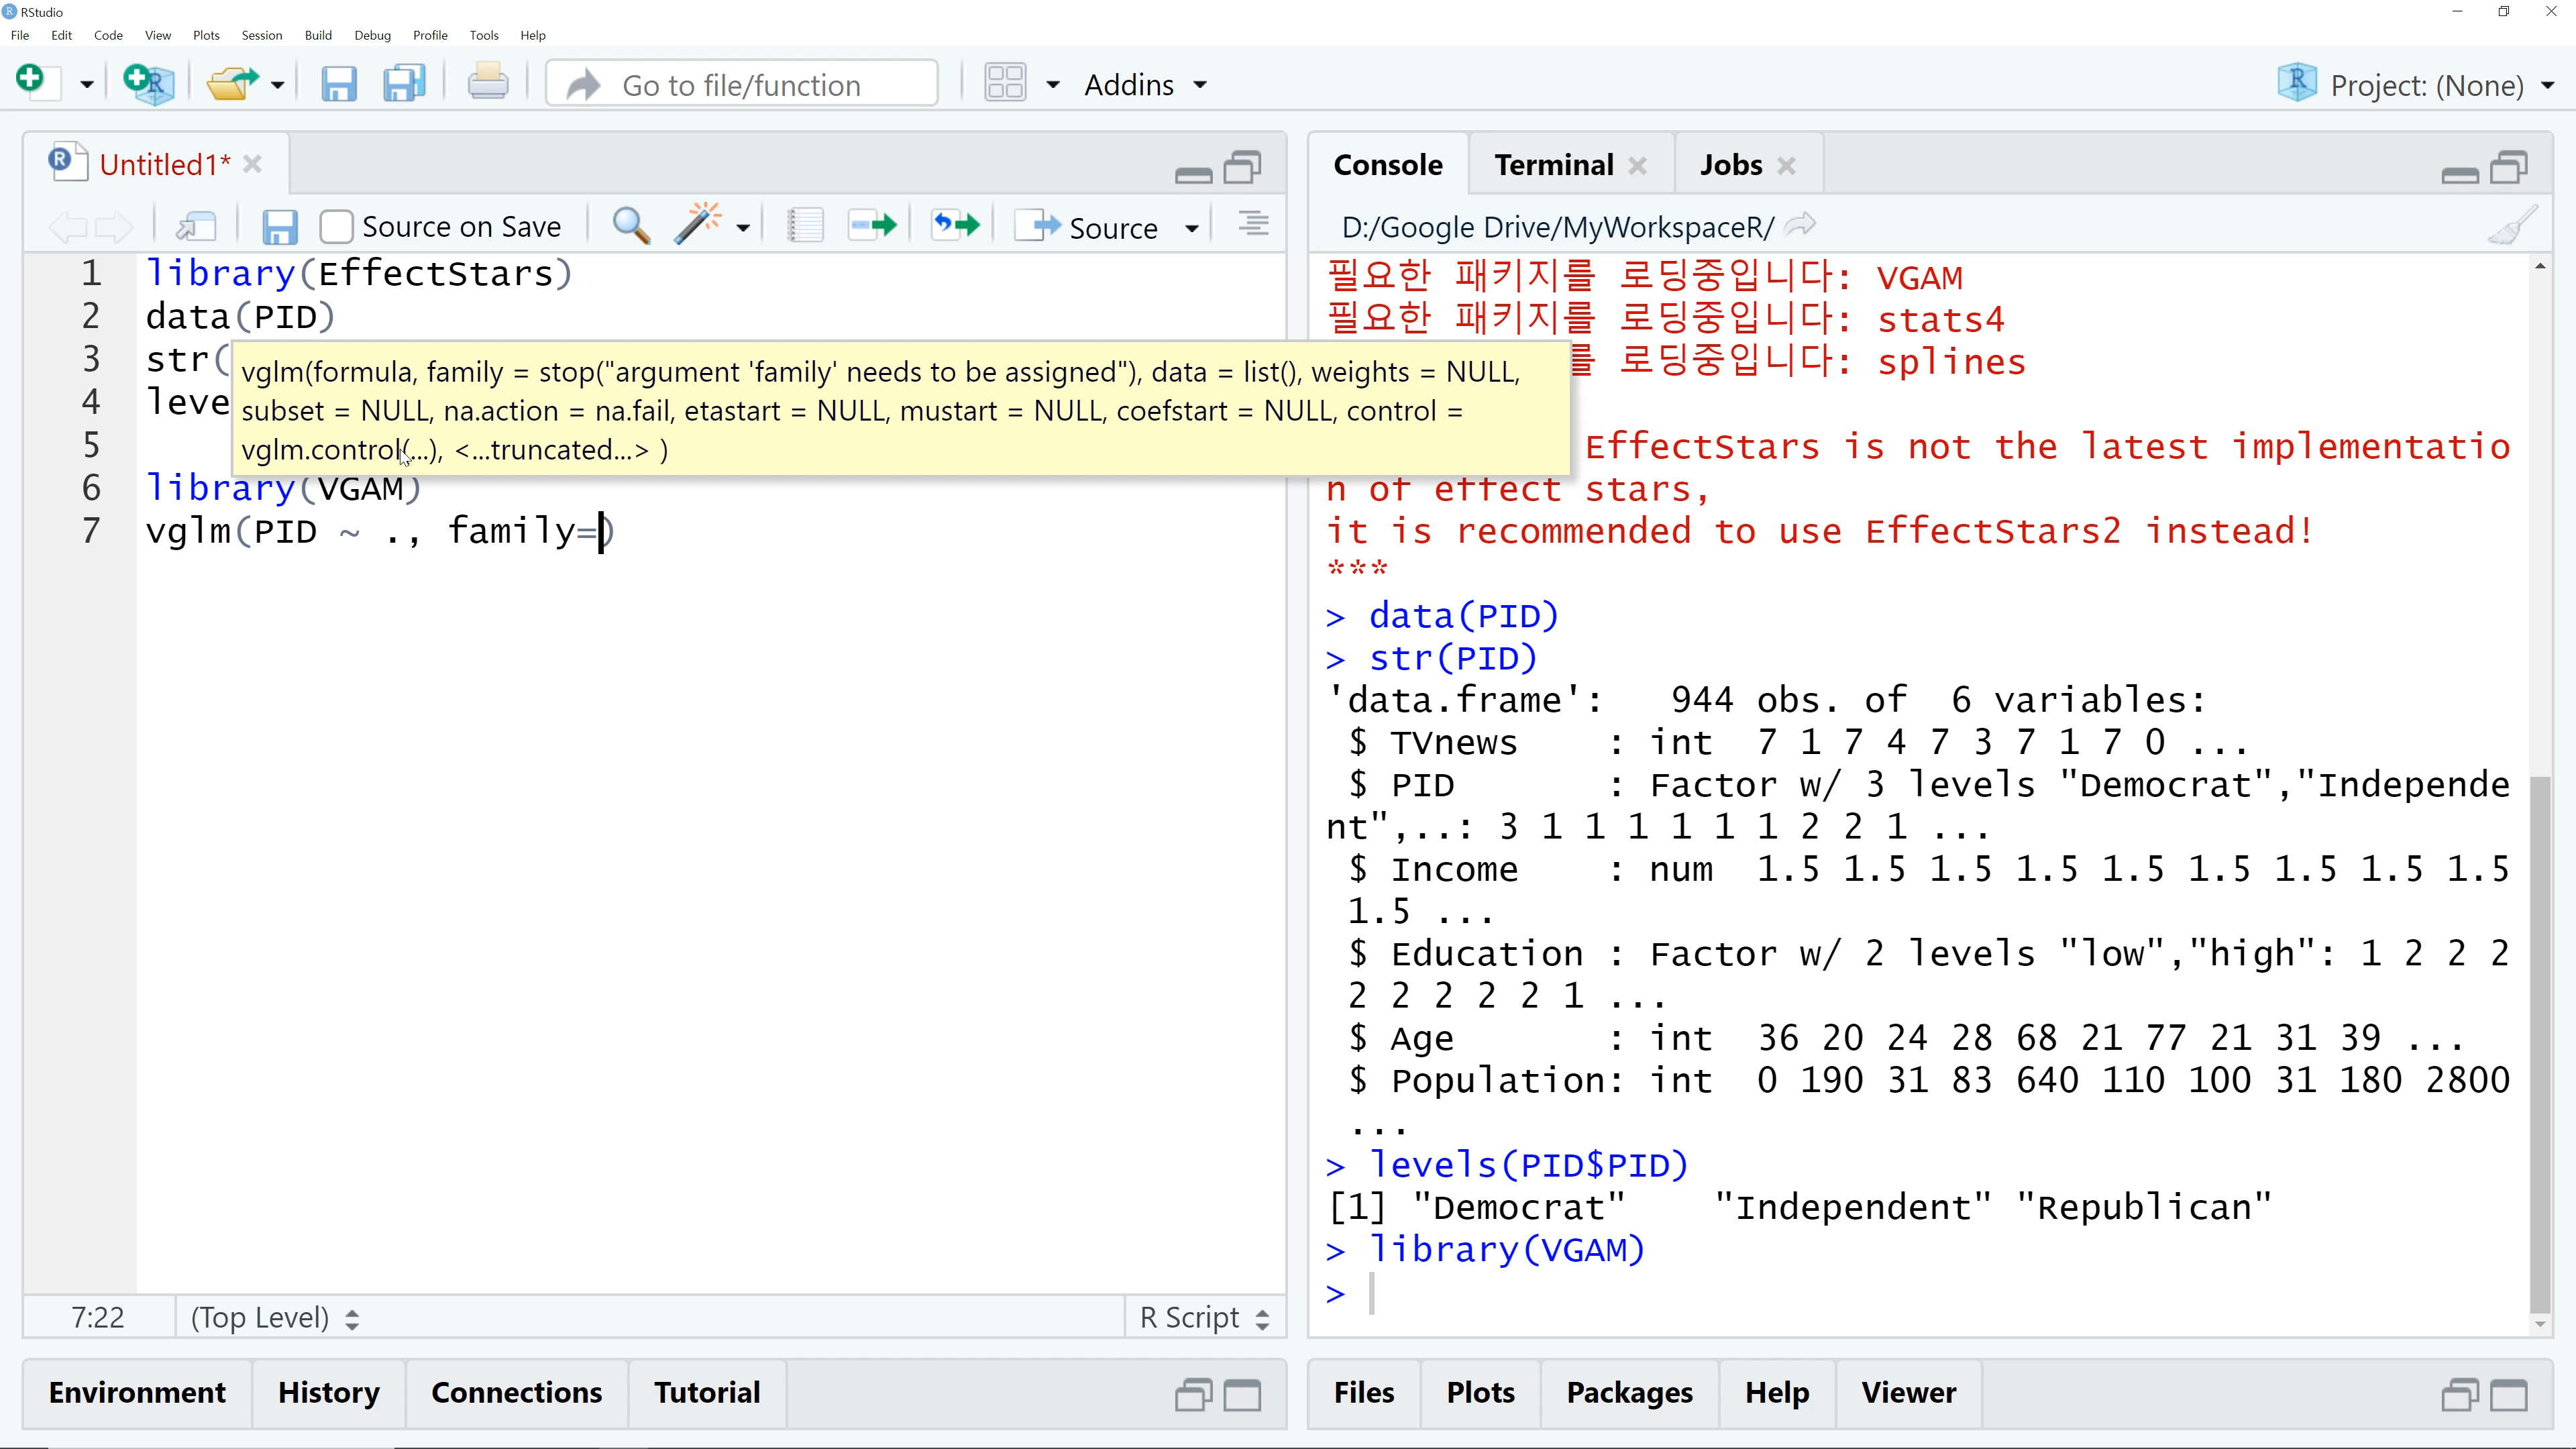 RStudio
File Edit Code View Plots Session Build Debug Profile Tools Help
Go to file/function Addins Project: (None)
Untitled1*
Source on Save Source
1 library(EffectStars)
2 data(PID)
3 str(
4 leve
5
6 library(VGAM)
7 vglm(PID ~ ., family=)
vglm(formula, family = stop("argument 'family' needs to be assigned"), data = list(), weights = NULL,
subset = NULL, na.action = na.fail, etastart = NULL, mustart = NULL, coefstart = NULL, control =
vglm.control(...), <...truncated...> )
7:22 (Top Level) R Script
Console Terminal Jobs
D:/Google Drive/MyWorkspaceR/
필요한 패키지를 로딩중입니다: VGAM
필요한 패키지를 로딩중입니다: stats4
를 로딩중입니다: splines
EffectStars is not the latest implementatio
n of effect stars,
it is recommended to use EffectStars2 instead!
***
> data(PID)
> str(PID)
'data.frame': 944 obs. of 6 variables:
$ TVnews : int 7 1 7 4 7 3 7 1 7 0 ...
$ PID : Factor w/ 3 levels "Democrat","Independe
nt",..: 3 1 1 1 1 1 1 2 2 1 ...
$ Income : num 1.5 1.5 1.5 1.5 1.5 1.5 1.5 1.5 1.5
1.5 ...
$ Education : Factor w/ 2 levels "low","high": 1 2 2 2
2 2 2 2 2 1 ...
$ Age : int 36 20 24 28 68 21 77 21 31 39 ...
$ Population: int 0 190 31 83 640 110 100 31 180 2800
...
> levels(PID$PID)
[1] "Democrat" "Independent" "Republican"
> library(VGAM)
>
Environment History Connections Tutorial
Files Plots Packages Help Viewer